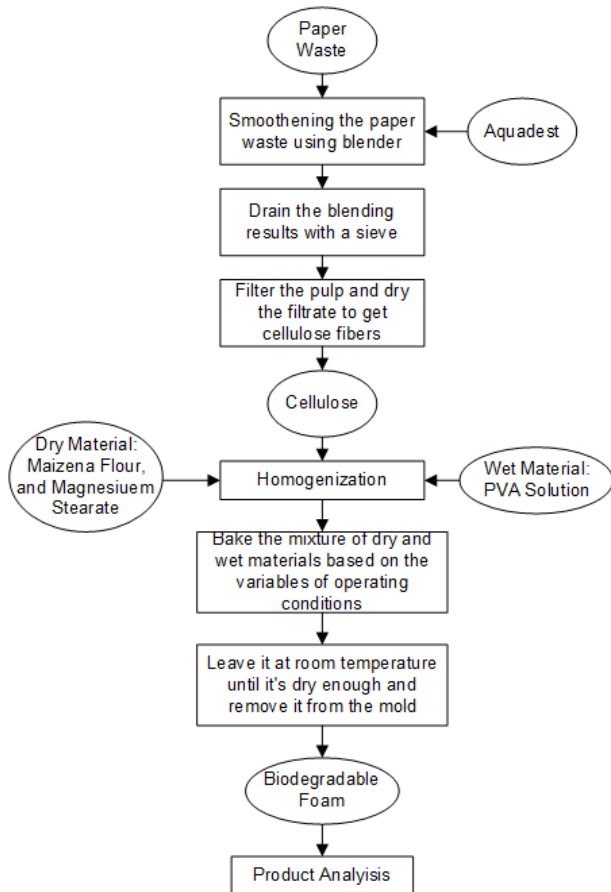 Paper
Waste
Smoothening the paper
waste using blender
Aquadest
Drain the blending
results with a sieve
Filter the pulp and dry
the filtrate to get
cellulose fibers
Cellulose
Dry Material:
Maizena Flour,
and Magnesiuem
Stearate
Homogenization
Wet Material:
PVA Solution
Bake the mixture of dry and
wet materials based on the
variables of operating
conditions
Leave it at room temperature
until it's dry enough and
remove it from the mold
Biodegradable
Foam
Product Analyisis